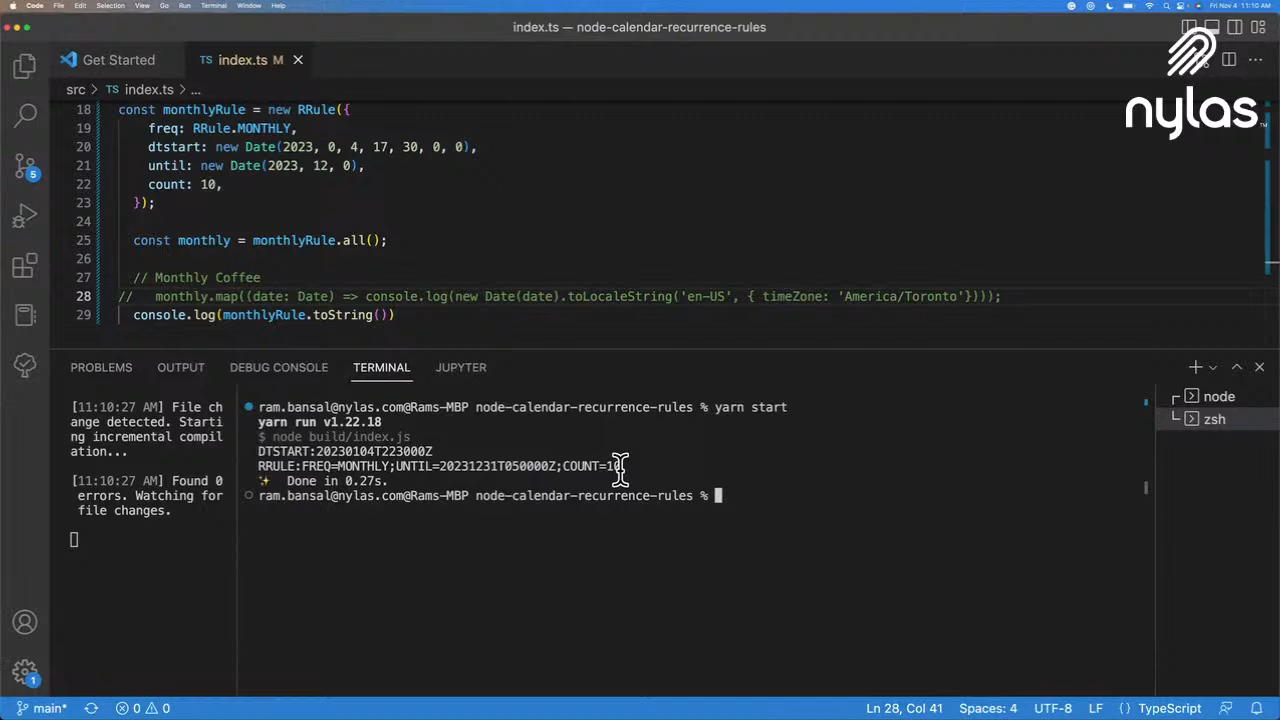 Code File Edit Selection View Go Run Terminal Window Help
Fri Nov 4 11:10 AM
index.ts — node-calendar-recurrence-rules
nylas
Get Started
TS index.ts M
src > TS index.ts > ...
18 const monthlyRule = new RRule({
19 freq: RRule.MONTHLY,
20 dtstart: new Date(2023, 0, 4, 17, 30, 0, 0),
21 until: new Date(2023, 12, 0),
22 count: 10,
23 });
24
25 const monthly = monthlyRule.all();
26
27 // Monthly Coffee
28 // monthly.map((date: Date) => console.log(new Date(date).toLocaleString('en-US', { timeZone: 'America/Toronto'})));
29 console.log(monthlyRule.toString())
5
PROBLEMS OUTPUT DEBUG CONSOLE TERMINAL JUPYTER
[11:10:27 AM] File ch
ange detected. Starti
ng incremental compil
ation...
[11:10:27 AM] Found 0
errors. Watching for
file changes.
ram.bansal@nylas.com@Rams-MBP node-calendar-recurrence-rules % yarn start
yarn run v1.22.18
$ node build/index.js
DTSTART:20230104T223000Z
RRULE:FREQ=MONTHLY;UNTIL=20231231T050000Z;COUNT=10
Done in 0.27s.
ram.bansal@nylas.com@Rams-MBP node-calendar-recurrence-rules %
node
zsh
1
main* 0 0
Ln 28, Col 41 Spaces: 4 UTF-8 LF {} TypeScript